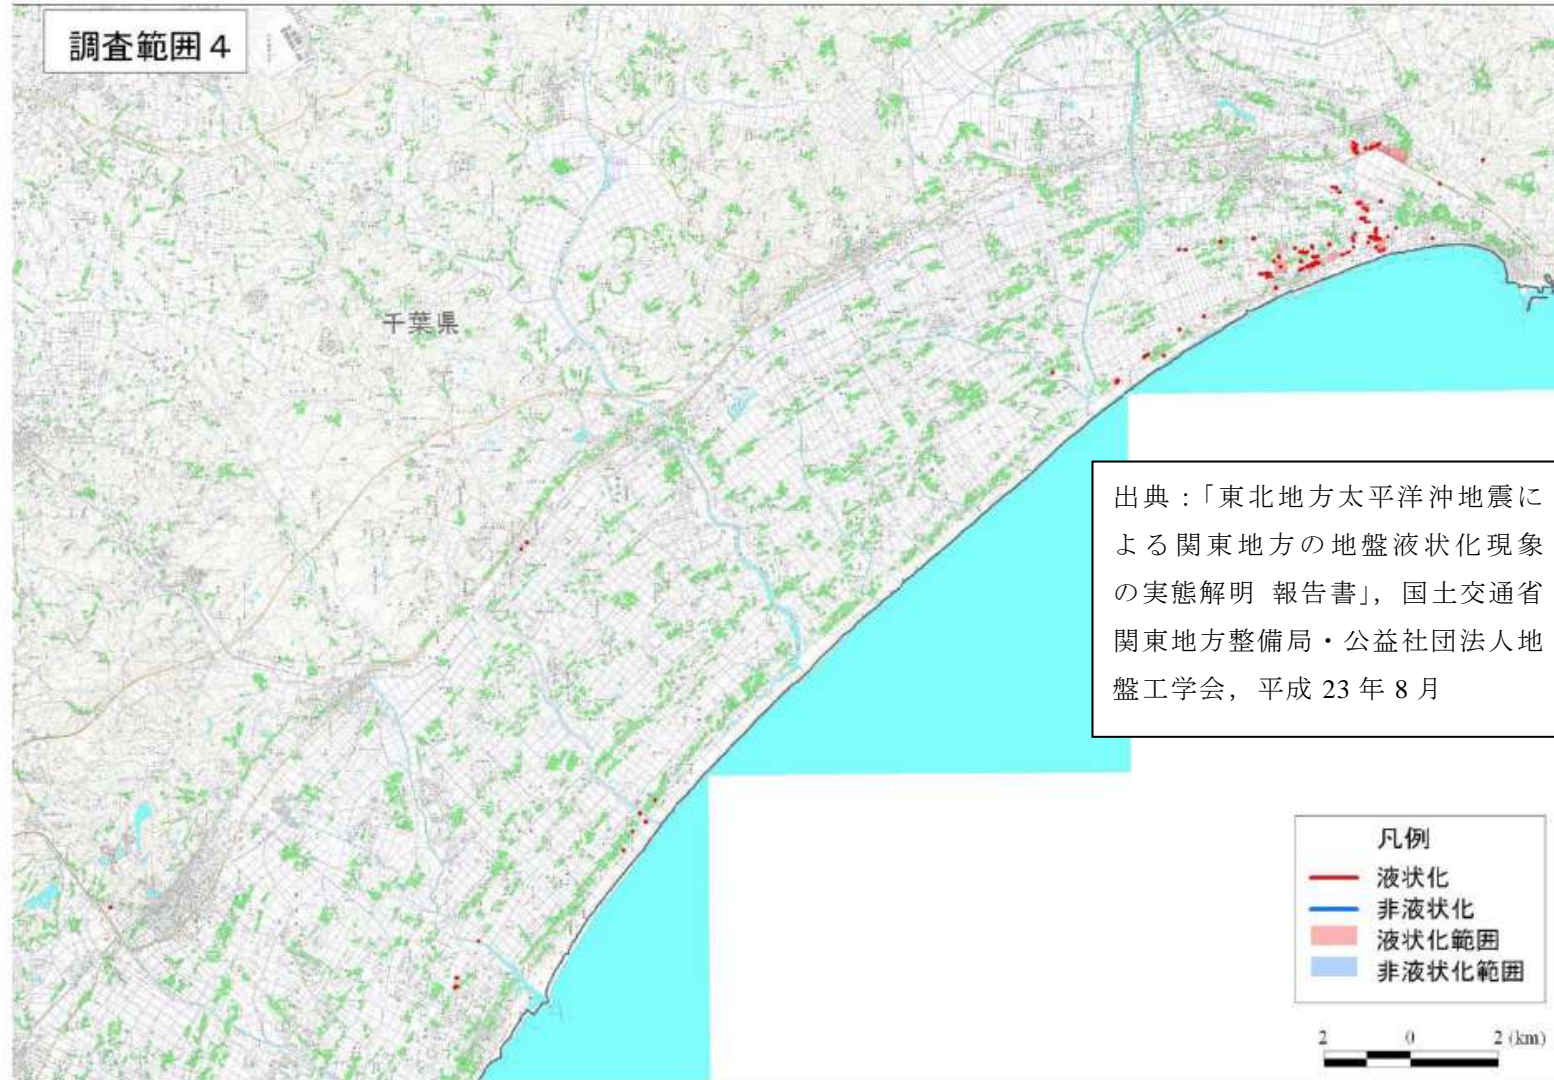 調査範囲4
千葉県
出典:「東北地方太平洋沖地震に
よる関東地方の地盤液状化現象
の実態解明 報告書」, 国土交通省
関東地方整備局・公益社団法人地
盤工学会, 平成 23 年 8 月
凡例
液状化
非液状化
液状化範囲
非液状化範囲
2 0 2 (km)